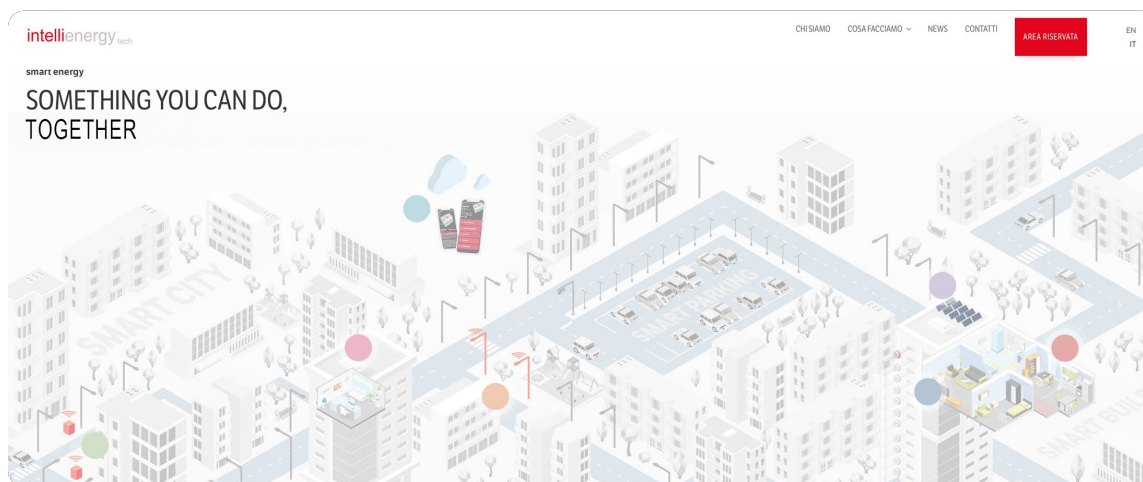 intellienergy tech
CHI SIAMO
COSA FACCIAMO
NEWS
CONTATTI
AREA RISERVATA
EN
IT
smart energy
SOMETHING YOU CAN DO,
TOGETHER
SMART CITY
SMART PARKING
SMART